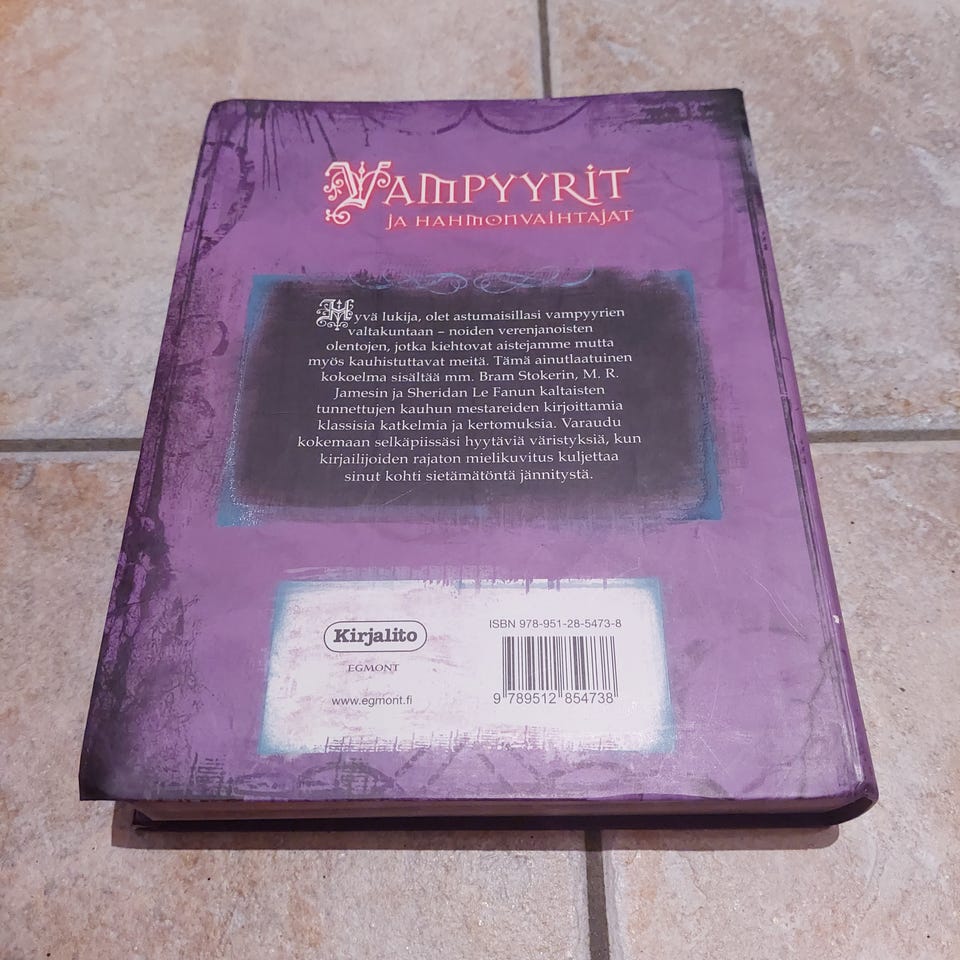 VAMPYYRIT
JA HAHMONVAIHTAJAT
Hyvä lukija, olet astumaisillasi vampyyrien
valtakuntaan – noiden verenjanoisten
olentojen, jotka kiehtovat aistejamme mutta
myös kauhistuttavat meitä. Tämä ainutlaatuinen
kokoelma sisältää mm. Bram Stokerin, M. R.
Jamesin ja Sheridan Le Fanun kaltaisten
tunnettujen kauhun mestareiden kirjoittamia
klassisia katkelmia ja kertomuksia. Varaudu
kokemaan selkäpiissäsi hyytäviä väristyksiä, kun
kirjailijoiden rajaton mielikuvitus kuljettaa
sinut kohti sietämätöntä jännitystä.
Kirjalito
EGMONT
www.egmont.fi
ISBN 978-951-28-5473-8
9 789512 854738